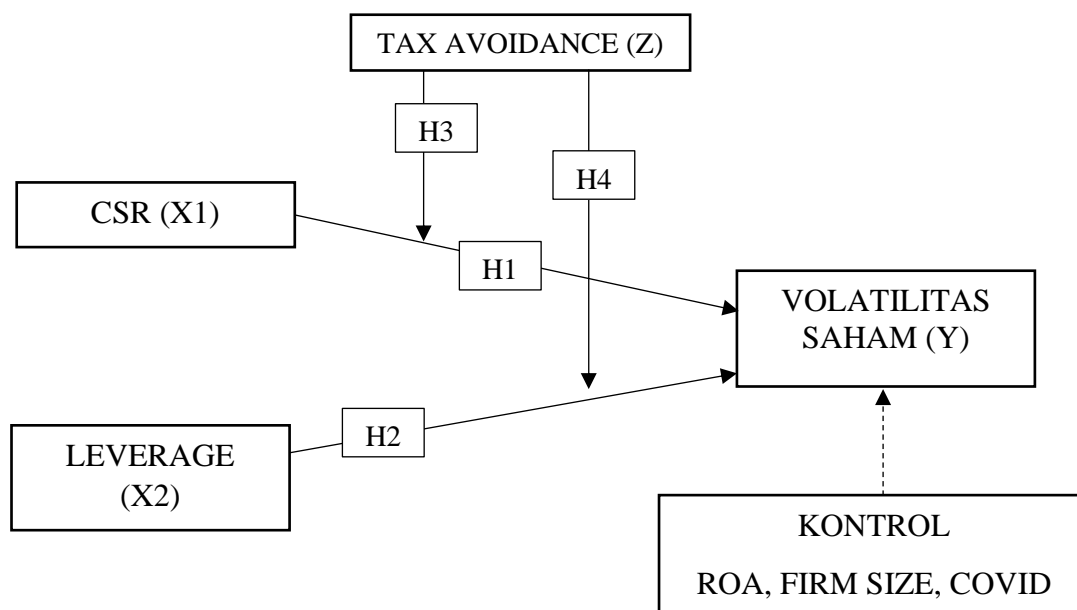 TAX AVOIDANCE (Z)
H3
H4
CSR (X1)
H1
VOLATILITAS
SAHAM (Y)
H2
LEVERAGE
(X2)
KONTROL
ROA, FIRM SIZE, COVID